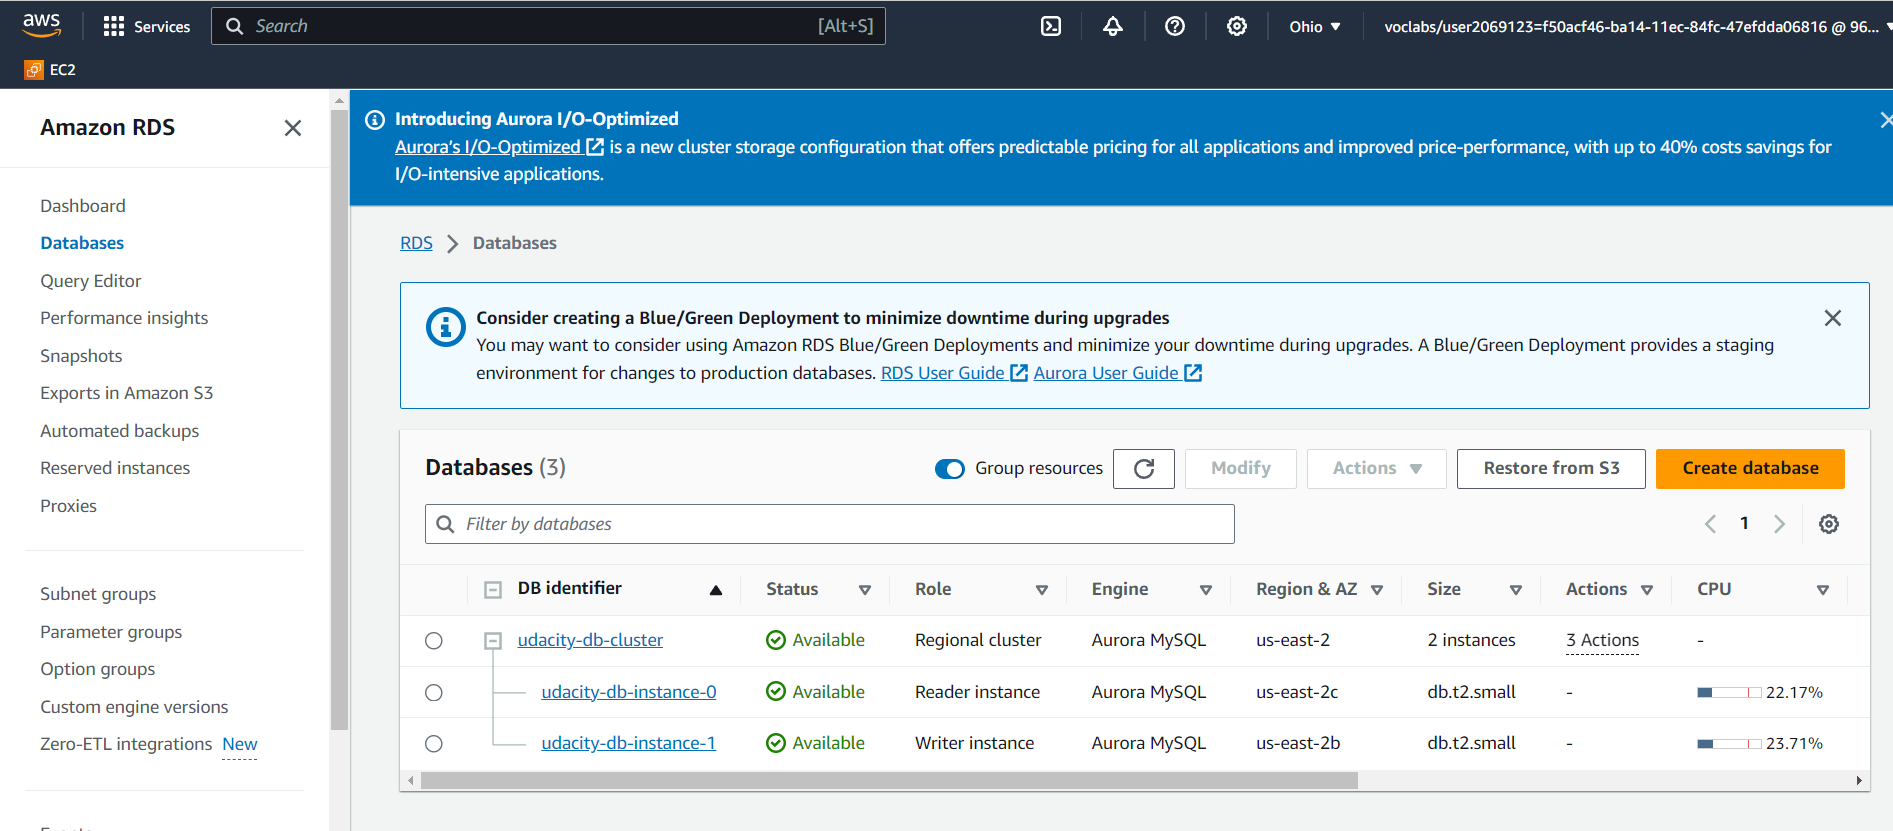 aws
Services
Search
[Alt+S]
Ohio
voclabs/user2069123=f50acf46-ba14-11ec-84fc-47efdda06816 @ 96...
EC2
Amazon RDS
Dashboard
Databases
Query Editor
Performance insights
Snapshots
Exports in Amazon S3
Automated backups
Reserved instances
Proxies
Subnet groups
Parameter groups
Option groups
Custom engine versions
Zero-ETL integrations New
Introducing Aurora I/O-Optimized
Aurora's I/O-Optimized is a new cluster storage configuration that offers predictable pricing for all applications and improved price-performance, with up to 40% costs savings for
I/O-intensive applications.
RDS Databases
Consider creating a Blue/Green Deployment to minimize downtime during upgrades
You may want to consider using Amazon RDS Blue/Green Deployments and minimize your downtime during upgrades. A Blue/Green Deployment provides a staging
environment for changes to production databases. RDS User Guide Aurora User Guide
Databases (3)
Group resources
Modify
Actions
Restore from S3
Create database
Filter by databases
1
DB identifier Status Role Engine Region & AZ Size Actions CPU
udacity-db-cluster Available Regional cluster Aurora MySQL us-east-2 2 instances 3 Actions -
udacity-db-instance-0 Available Reader instance Aurora MySQL us-east-2c db.t2.small - 22.17%
udacity-db-instance-1 Available Writer instance Aurora MySQL us-east-2b db.t2.small - 23.71%